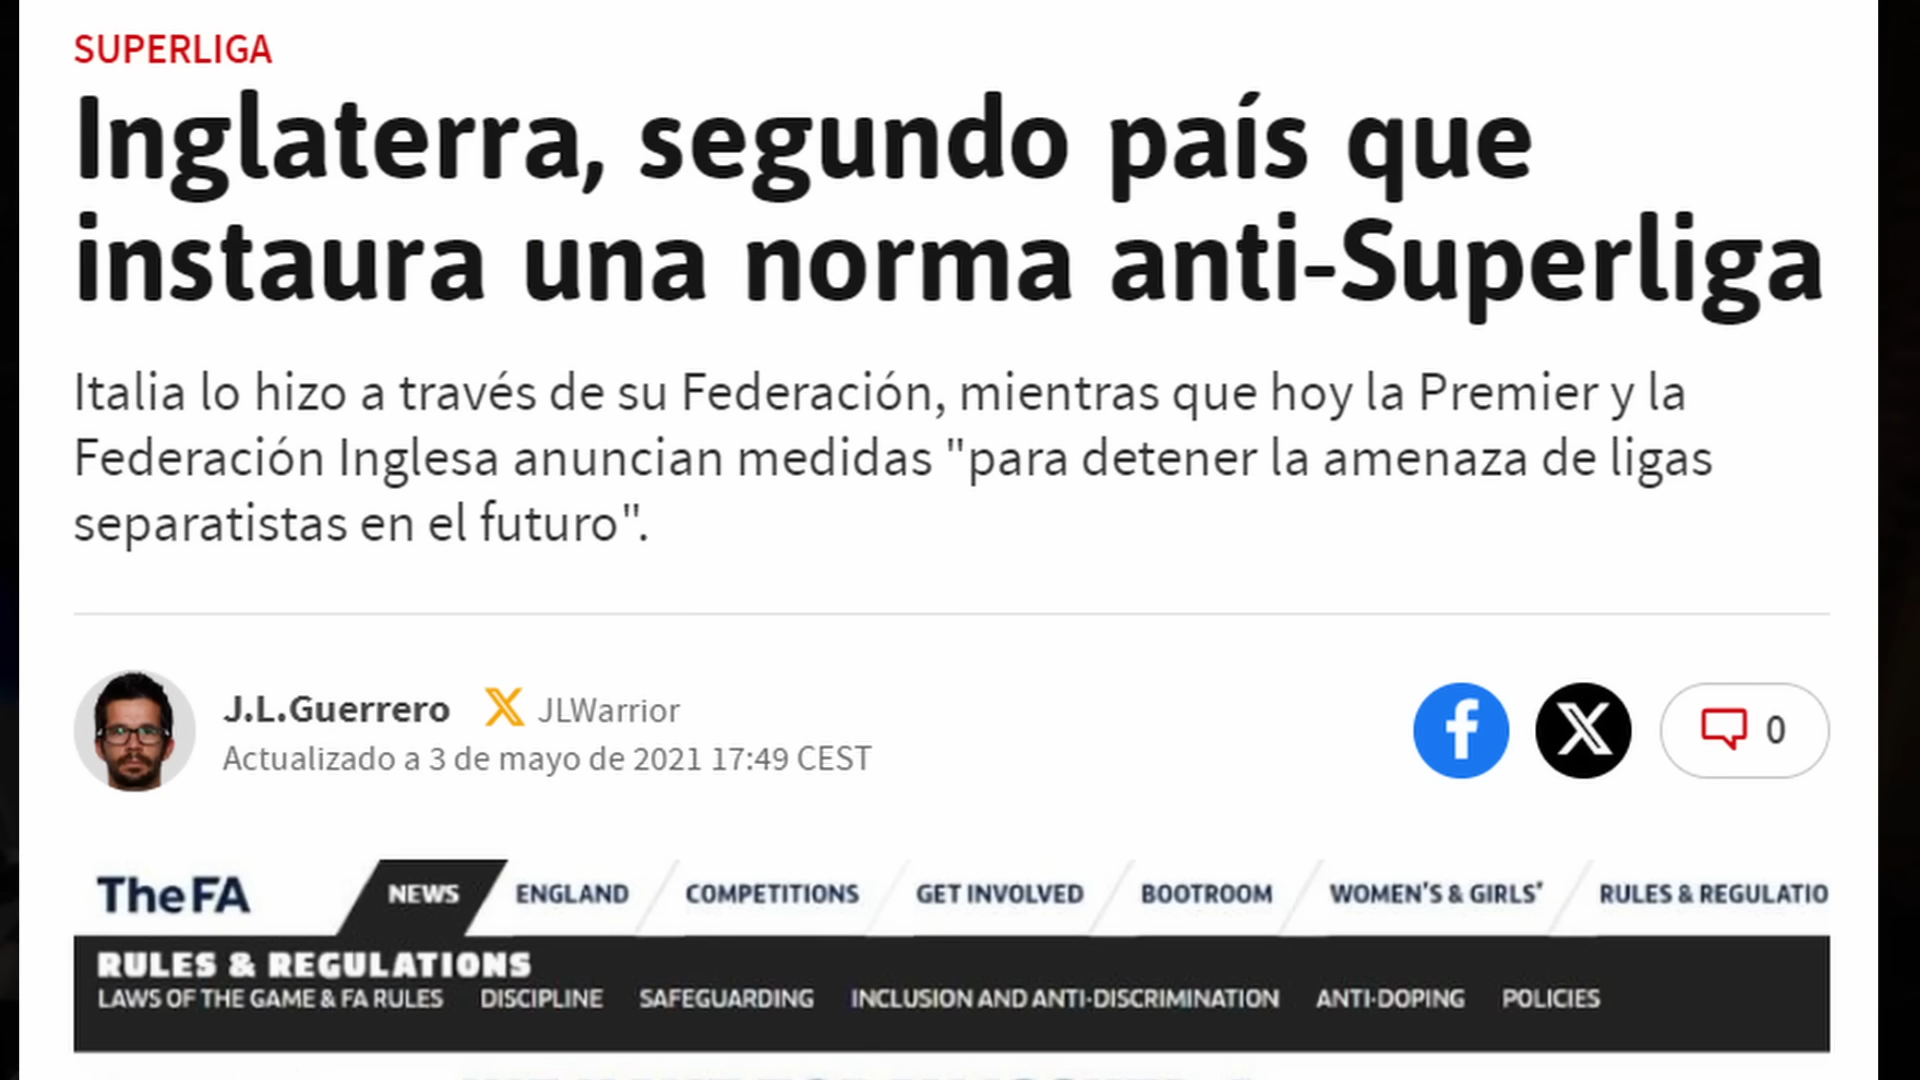 SUPERLIGA
Inglaterra, segundo país que
instaura una norma anti-Superliga
Italia lo hizo a través de su Federación, mientras que hoy la Premier y la
Federación Inglesa anuncian medidas "para detener la amenaza de ligas
separatistas en el futuro".
J.L.Guerrero X JLWarrior
Actualizado a 3 de mayo de 2021 17:49 CEST
f X 0
The FA NEWS ENGLAND COMPETITIONS GET INVOLVED BOOTROOM WOMEN'S & GIRLS' RULES & REGULATIO
RULES & REGULATIONS
LAWS OF THE GAME & FA RULES DISCIPLINE SAFEGUARDING INCLUSION AND ANTI-DISCRIMINATION ANTI-DOPING POLICIES